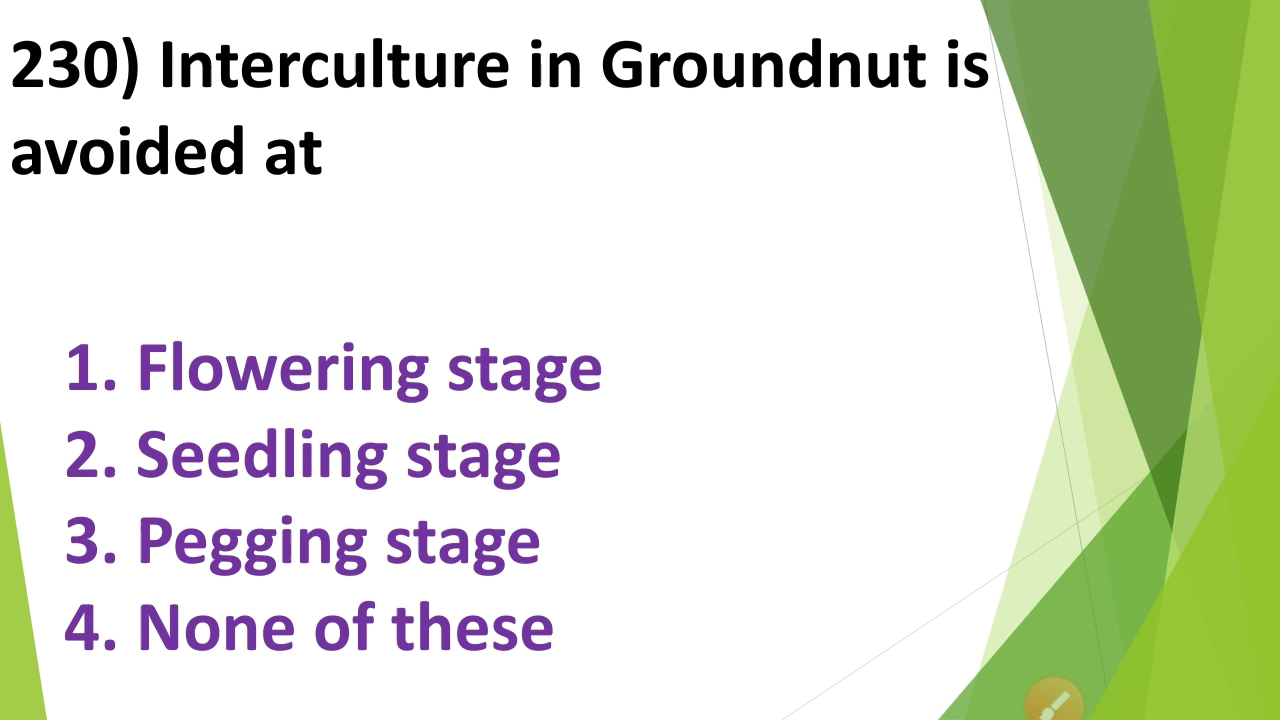 230) Interculture in Groundnut is
avoided at
1. Flowering stage
2. Seedling stage
3. Pegging stage
4. None of these